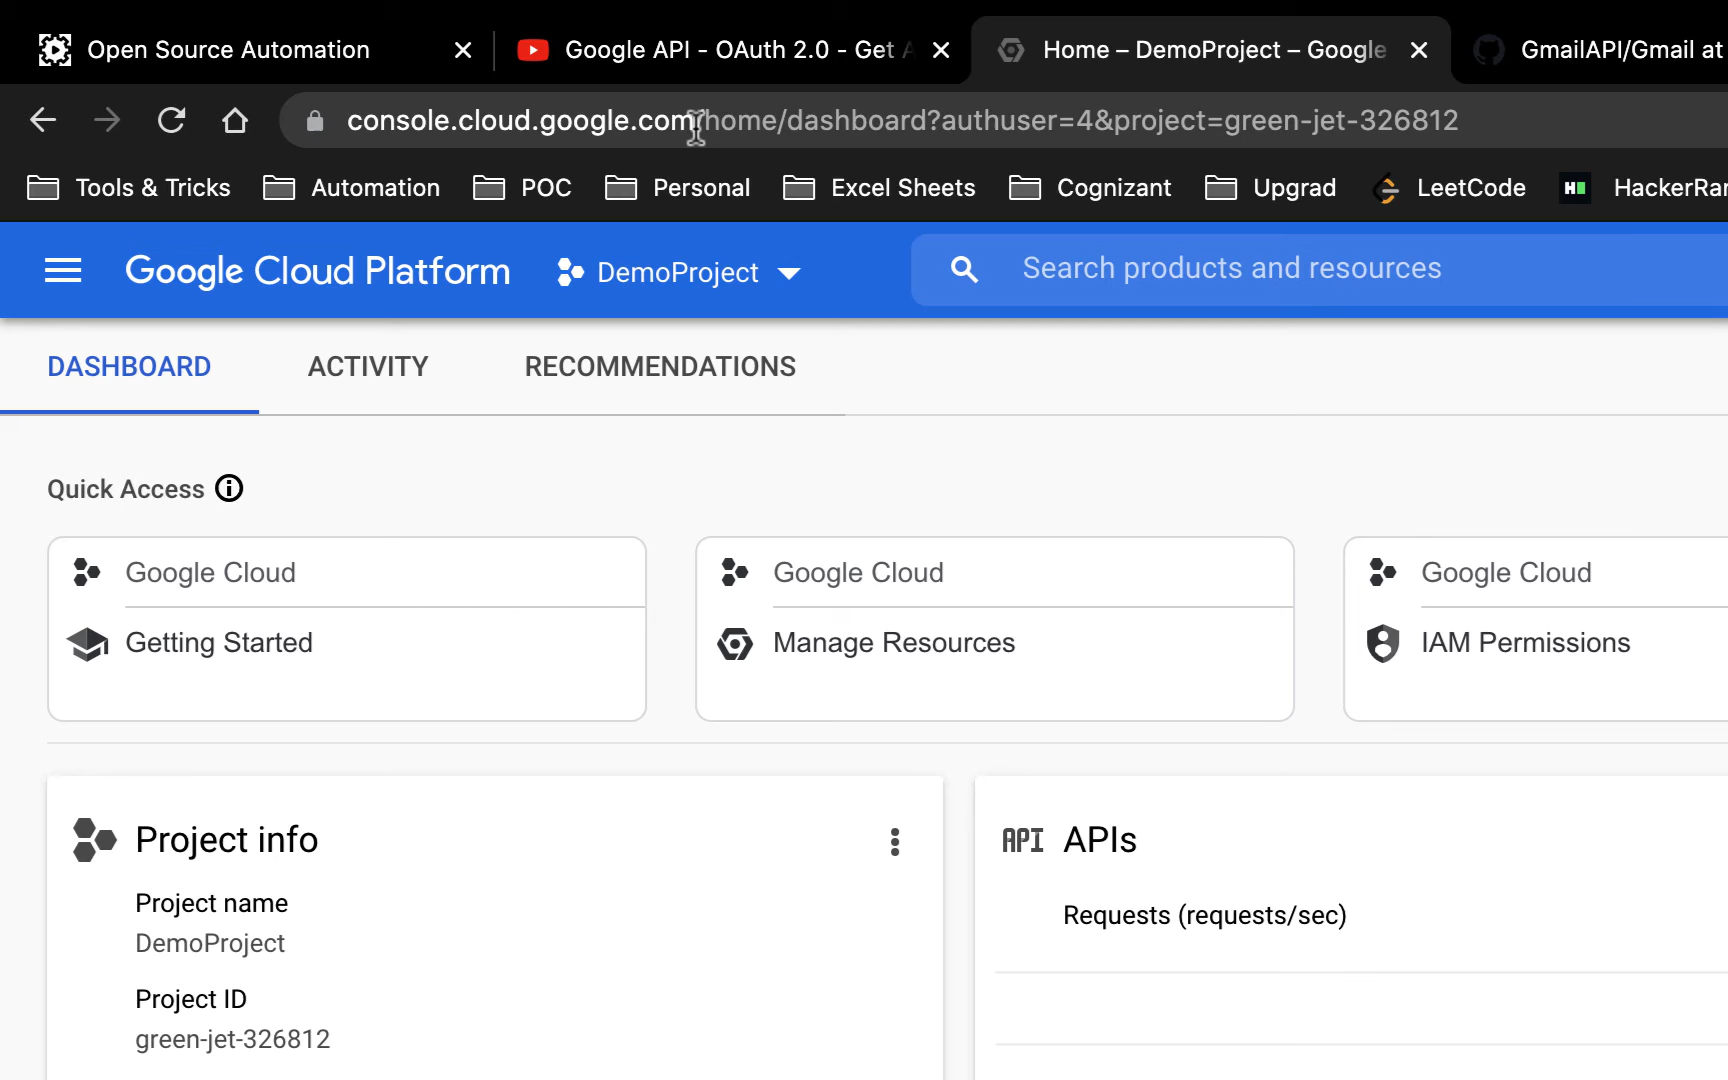 Open Source Automation
Google API - OAuth 2.0 - Get
Home – DemoProject – Google
GmailAPI/Gmail at
console.cloud.google.com/home/dashboard?authuser=4&project=green-jet-326812
Tools & Tricks
Automation
POC
Personal
Excel Sheets
Cognizant
Upgrad
LeetCode
HackerRan
Google Cloud Platform
DemoProject
Search products and resources
DASHBOARD
ACTIVITY
RECOMMENDATIONS
Quick Access
Google Cloud
Getting Started
Google Cloud
Manage Resources
Google Cloud
IAM Permissions
Project info
Project name
DemoProject
Project ID
green-jet-326812
API APIs
Requests (requests/sec)